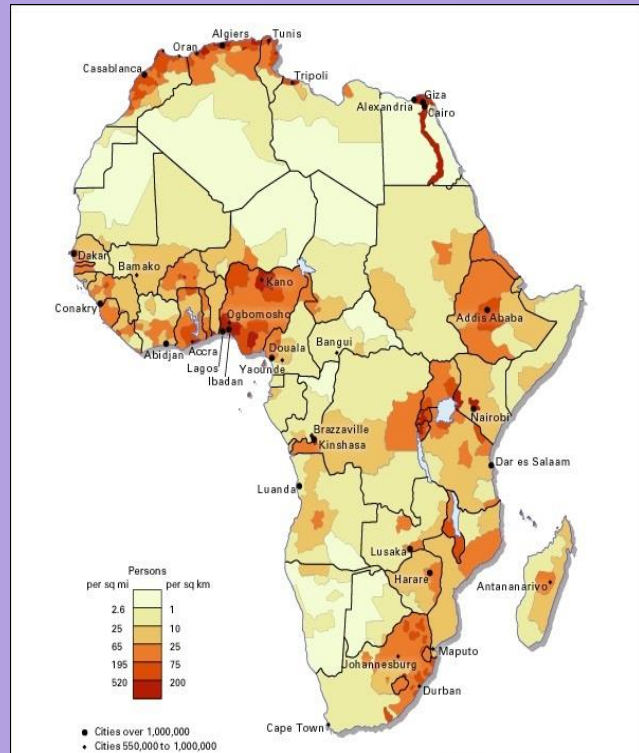 Algiers
Tunis
Oran
Casablanca
Tripoli
Giza
Alexandria
Cairo
Dakar
Bamako
Kano
Conakry
Ogbomosho
Addis Ababa
Abidjan
Accra
Douala
Bangui
Lagos
Yaounde
Ibadan
Nairobi
Brazzaville
Kinshasa
Dar es Salaam
Luanda
Lusaka
Harare
Antananarivo
Maputo
Johannesburg
Durban
Cape Town
Persons
per sq mi per sq km
2.6 1
25 10
65 25
195 75
520 200
Cities over 1,000,000
Cities 550,000 to 1,000,000